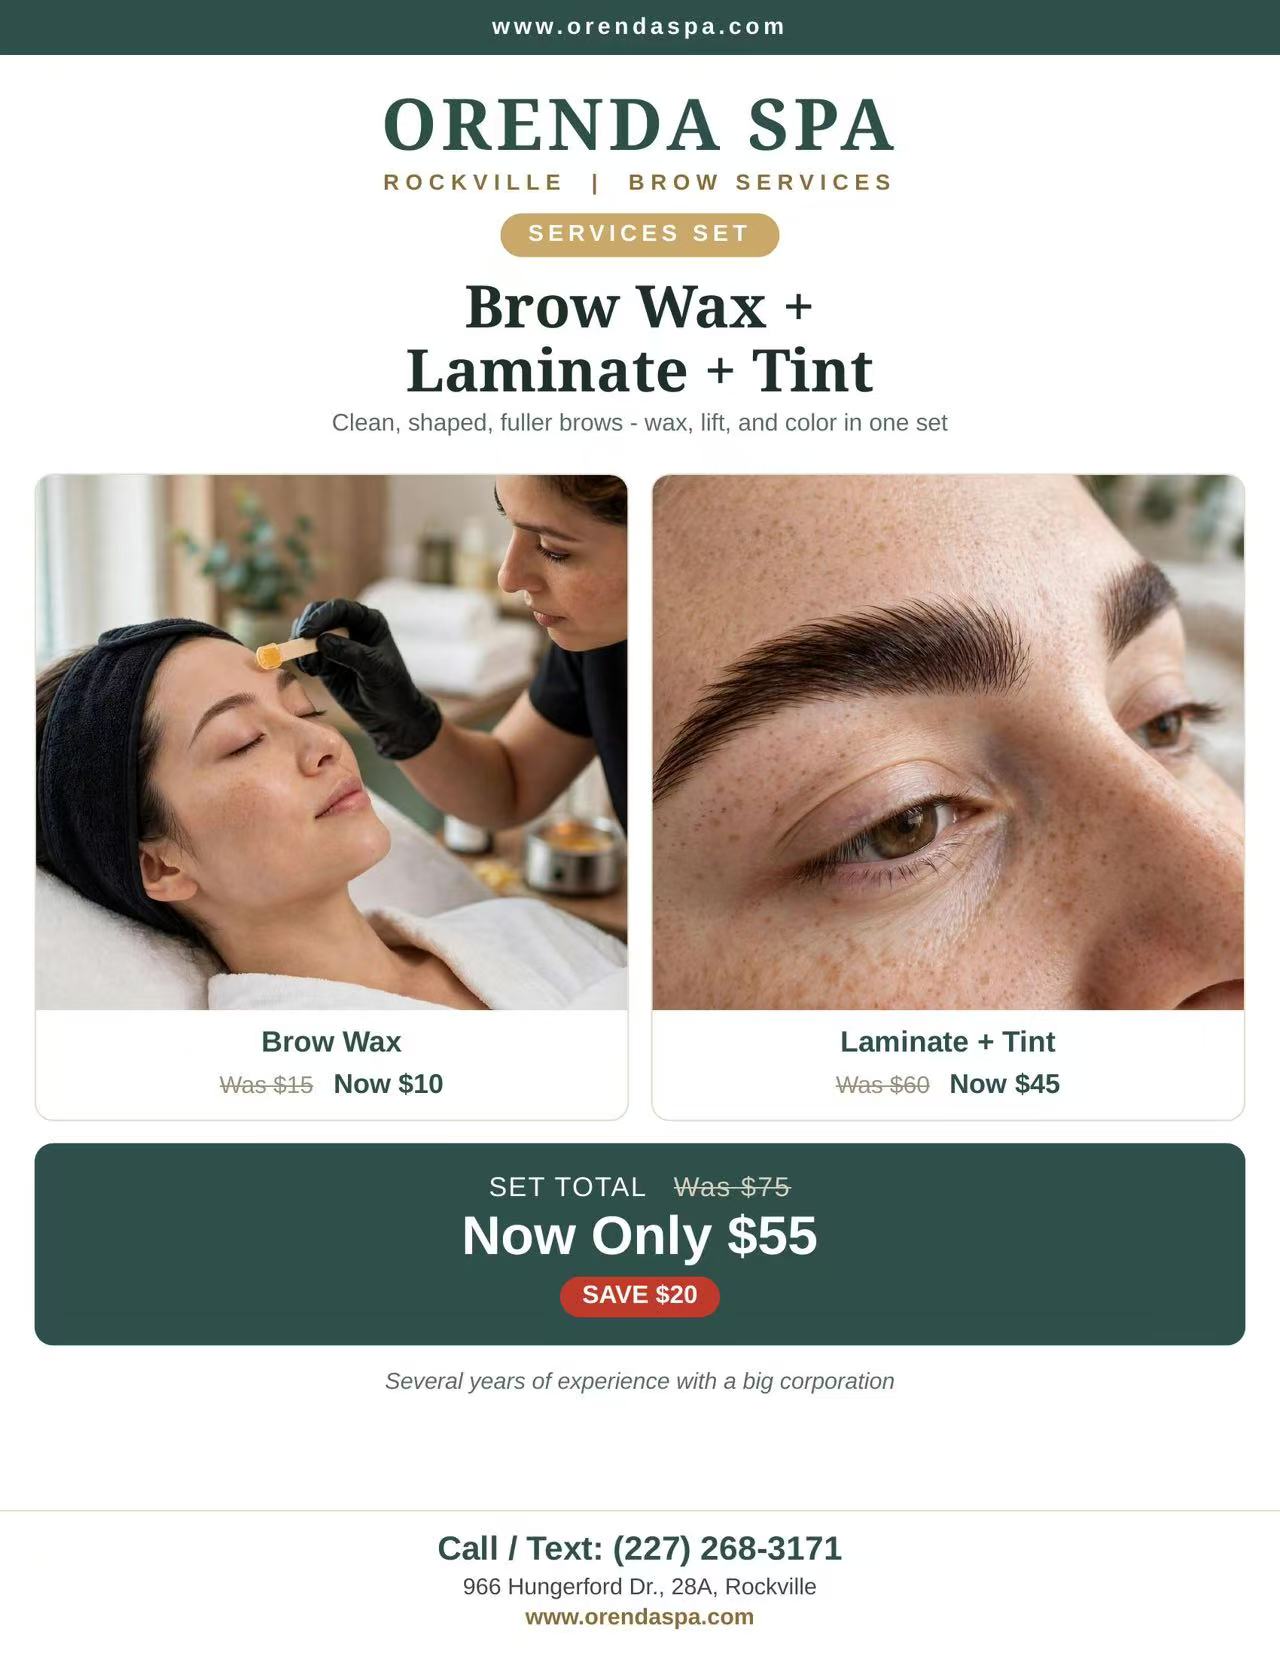 www.orendaspa.com
ORENDA SPA
ROCKVILLE | BROW SERVICES
SERVICES SET
Brow Wax +
Laminate + Tint
Clean, shaped, fuller brows - wax, lift, and color in one set
Brow Wax
Was $15 Now $10
Laminate + Tint
Was $60 Now $45
SET TOTAL Was $75
Now Only $55
SAVE $20
Several years of experience with a big corporation
Call / Text: (227) 268-3171
966 Hungerford Dr., 28A, Rockville
www.orendaspa.com